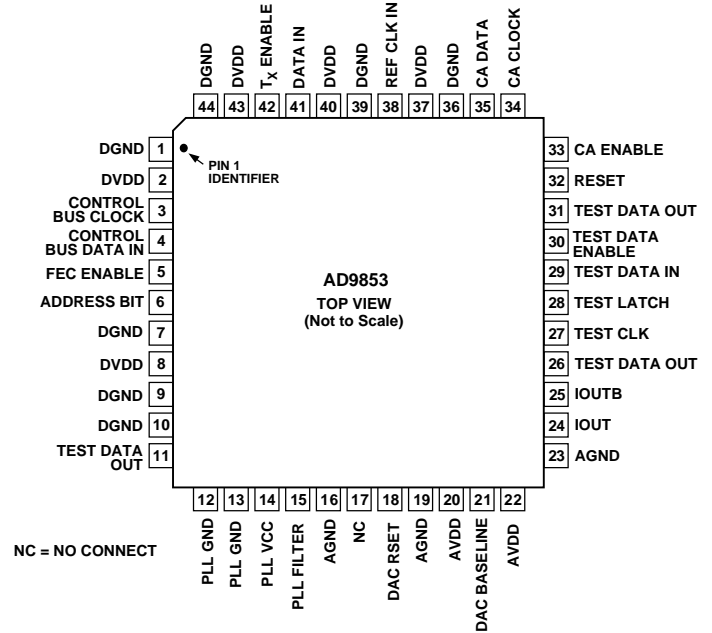 DGND
DVDD
TX ENABLE
DATA IN
DVDD
DGND
REF CLK IN
DVDD
DGND
CA DATA
CA CLOCK
44 43 42 41 40 39 38 37 36 35 34
DGND 1
DVDD 2
CONTROL
BUS CLOCK 3
CONTROL
BUS DATA IN 4
FEC ENABLE 5
ADDRESS BIT 6
DGND 7
DVDD 8
DGND 9
DGND 10
TEST DATA
OUT 11
PIN 1
IDENTIFIER
AD9853
TOP VIEW
(Not to Scale)
33 CA ENABLE
32 RESET
31 TEST DATA OUT
30 TEST DATA
ENABLE
29 TEST DATA IN
28 TEST LATCH
27 TEST CLK
26 TEST DATA OUT
25 IOUTB
24 IOUT
23 AGND
12 13 14 15 16 17 18 19 20 21 22
PLL GND
PLL GND
PLL VCC
PLL FILTER
AGND
NC
DAC RSET
AGND
AVDD
DAC BASELINE
AVDD
NC = NO CONNECT